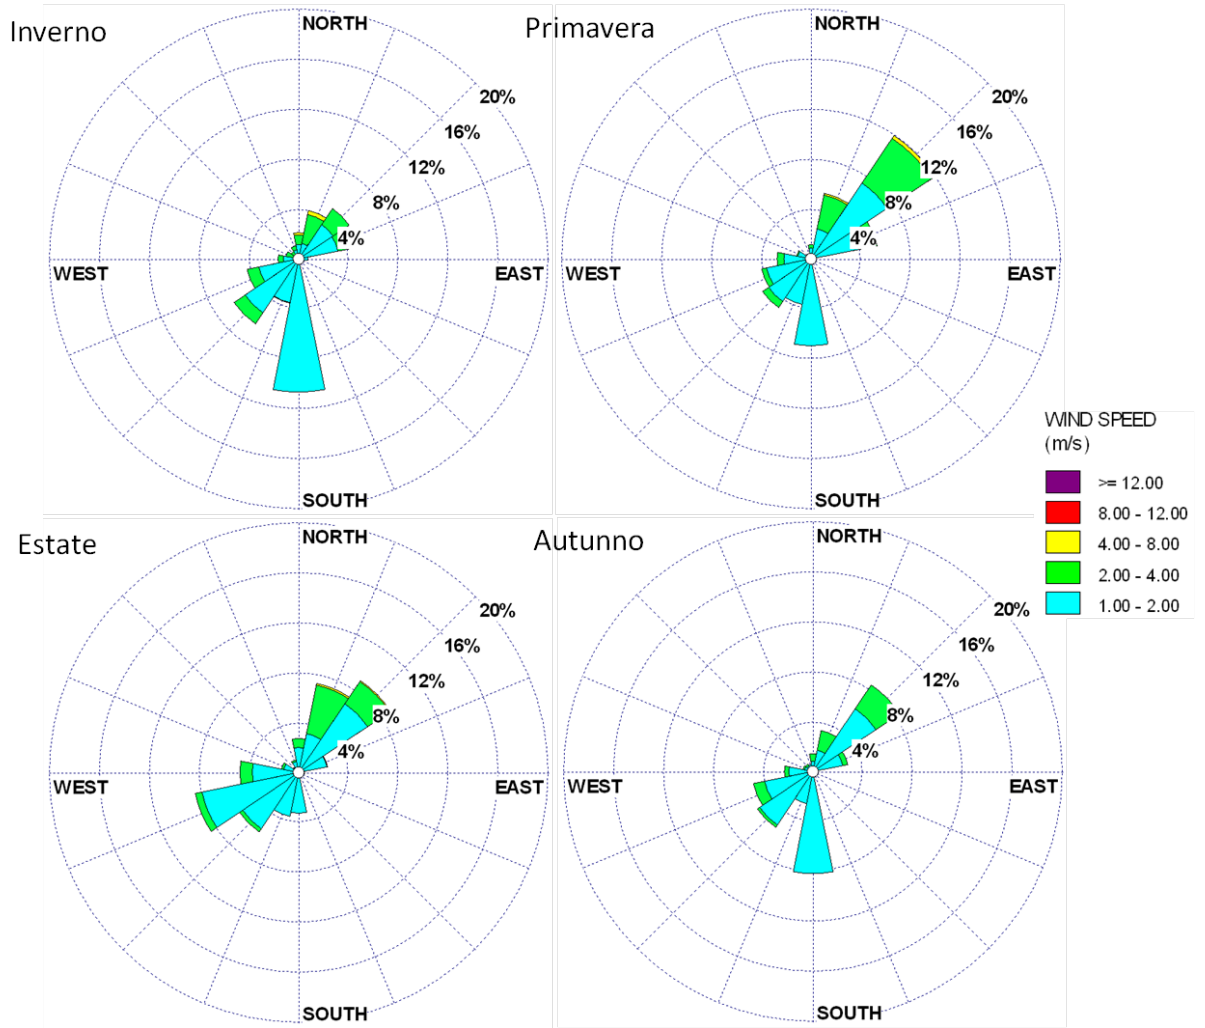 Inverno
NORTH
20%
16%
12%
8%
4%
WEST
EAST
SOUTH
Primavera
NORTH
20%
16%
12%
8%
4%
WEST
EAST
SOUTH
WIND SPEED
(m/s)
>= 12.00
8.00 - 12.00
4.00 - 8.00
2.00 - 4.00
1.00 - 2.00
Estate
NORTH
20%
16%
12%
8%
4%
WEST
EAST
SOUTH
Autunno
NORTH
20%
16%
12%
8%
4%
WEST
EAST
SOUTH